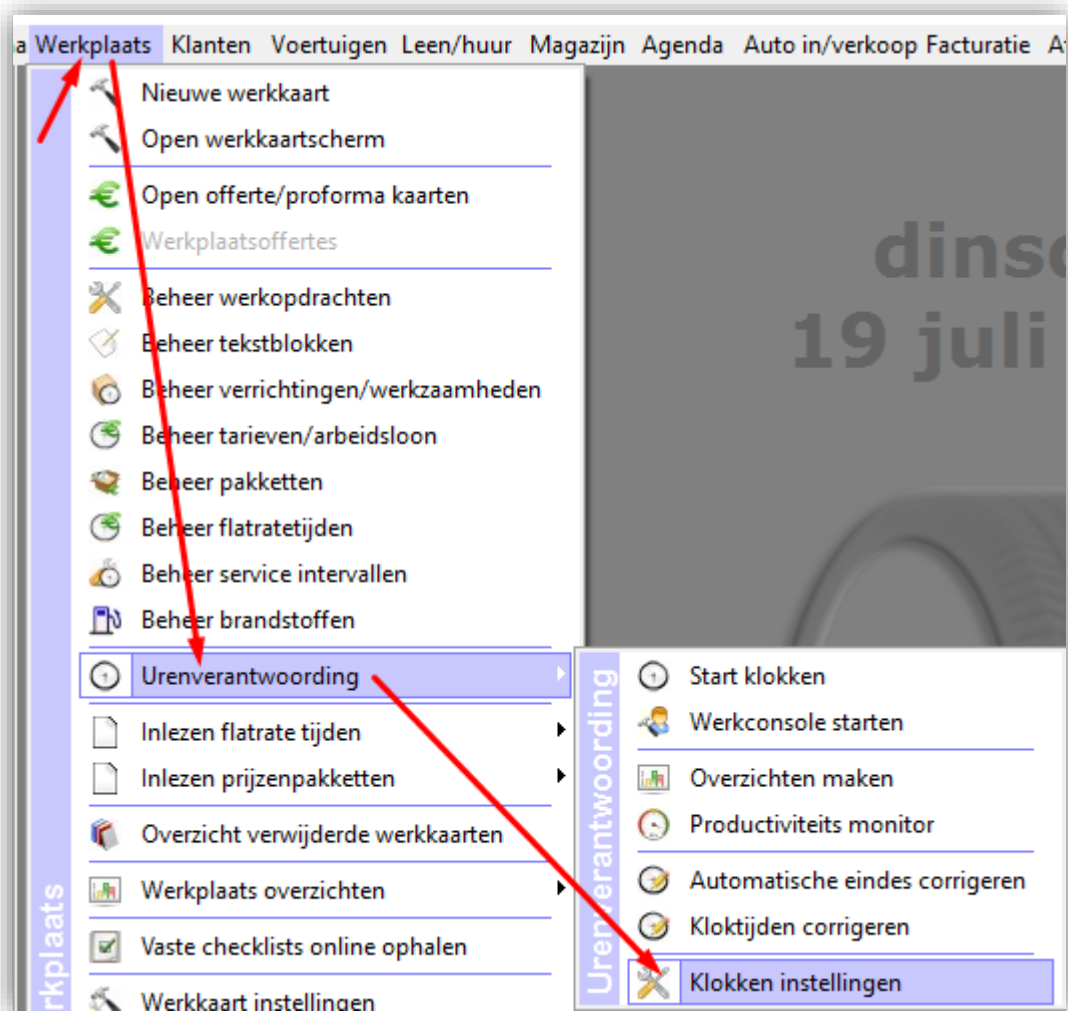 a Werkplaats Klanten Voertuigen Leen/huur Magazijn Agenda Auto in/verkoop Facturatie
Nieuwe werkkaart
Open werkkaartscherm
Open offerte/proforma kaarten
Werkplaatsoffertes
Beheer werkopdrachten
Beheer tekstblokken
Beheer verrichtingen/werkzaamheden
Beheer tarieven/arbeidsloon
Beheer pakketten
Beheer flatratetijden
Beheer service intervallen
Beheer brandstoffen
Urenverantwoording
Inlezen flatrate tijden
Inlezen prijzenpakketten
Overzicht verwijderde werkkaarten
Werkplaats overzichten
Vaste checklists online ophalen
Werkkaart instellingen
rkplaats
Urenverantwoording
Start klokken
Werkconsole starten
Overzichten maken
Productiviteits monitor
Automatische eindes corrigeren
Kloktijden corrigeren
Klokken instellingen
dins
19 juli